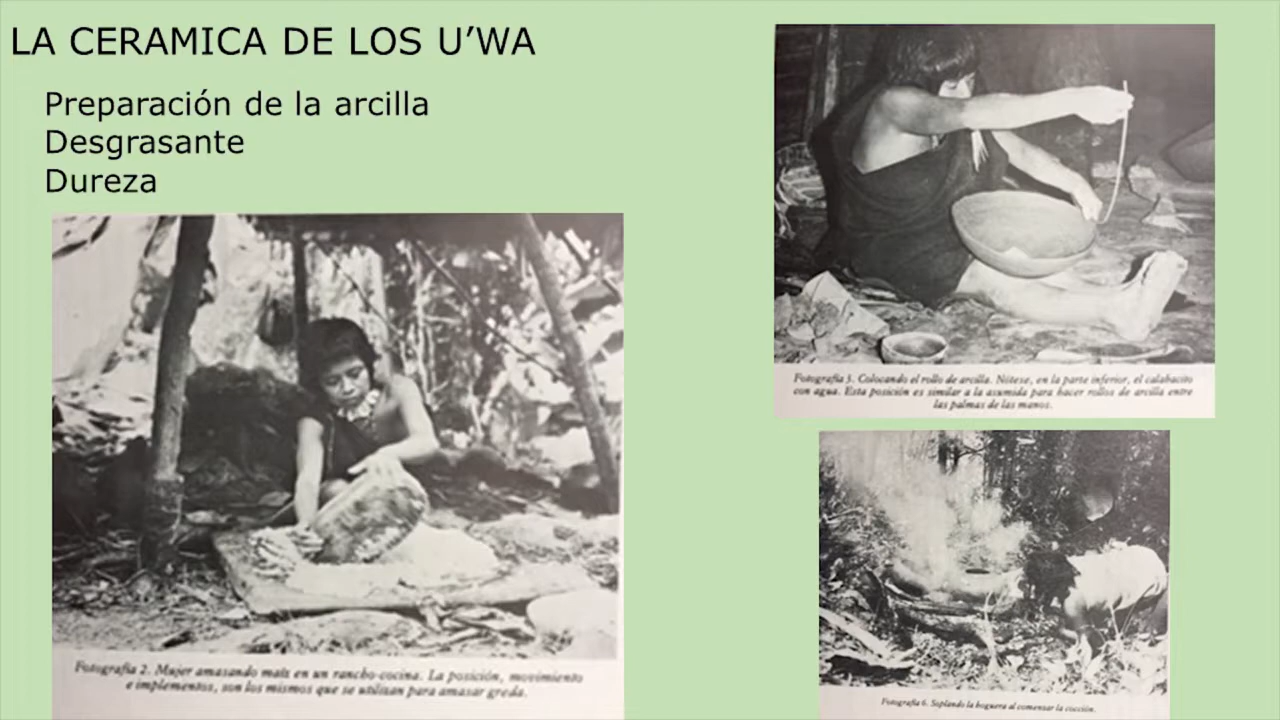 LA CERAMICA DE LOS U’WA
Preparación de la arcilla
Desgrasante
Dureza
Fotografía 3. Colocando el rollo de arcilla. Nótese, en la parte inferior, el calabacito
con agua. Esta posición es similar a la asumida para hacer rollos de arcilla entre
las palmas de las manos.
Fotografía 2. Mujer amasando maíz en un rancho-cocina. La posición, movimiento
e implementos, son los mismos que se utilizan para amasar greda.
Fotografía 6. Soplando la hoguera al comenzar la cocción.